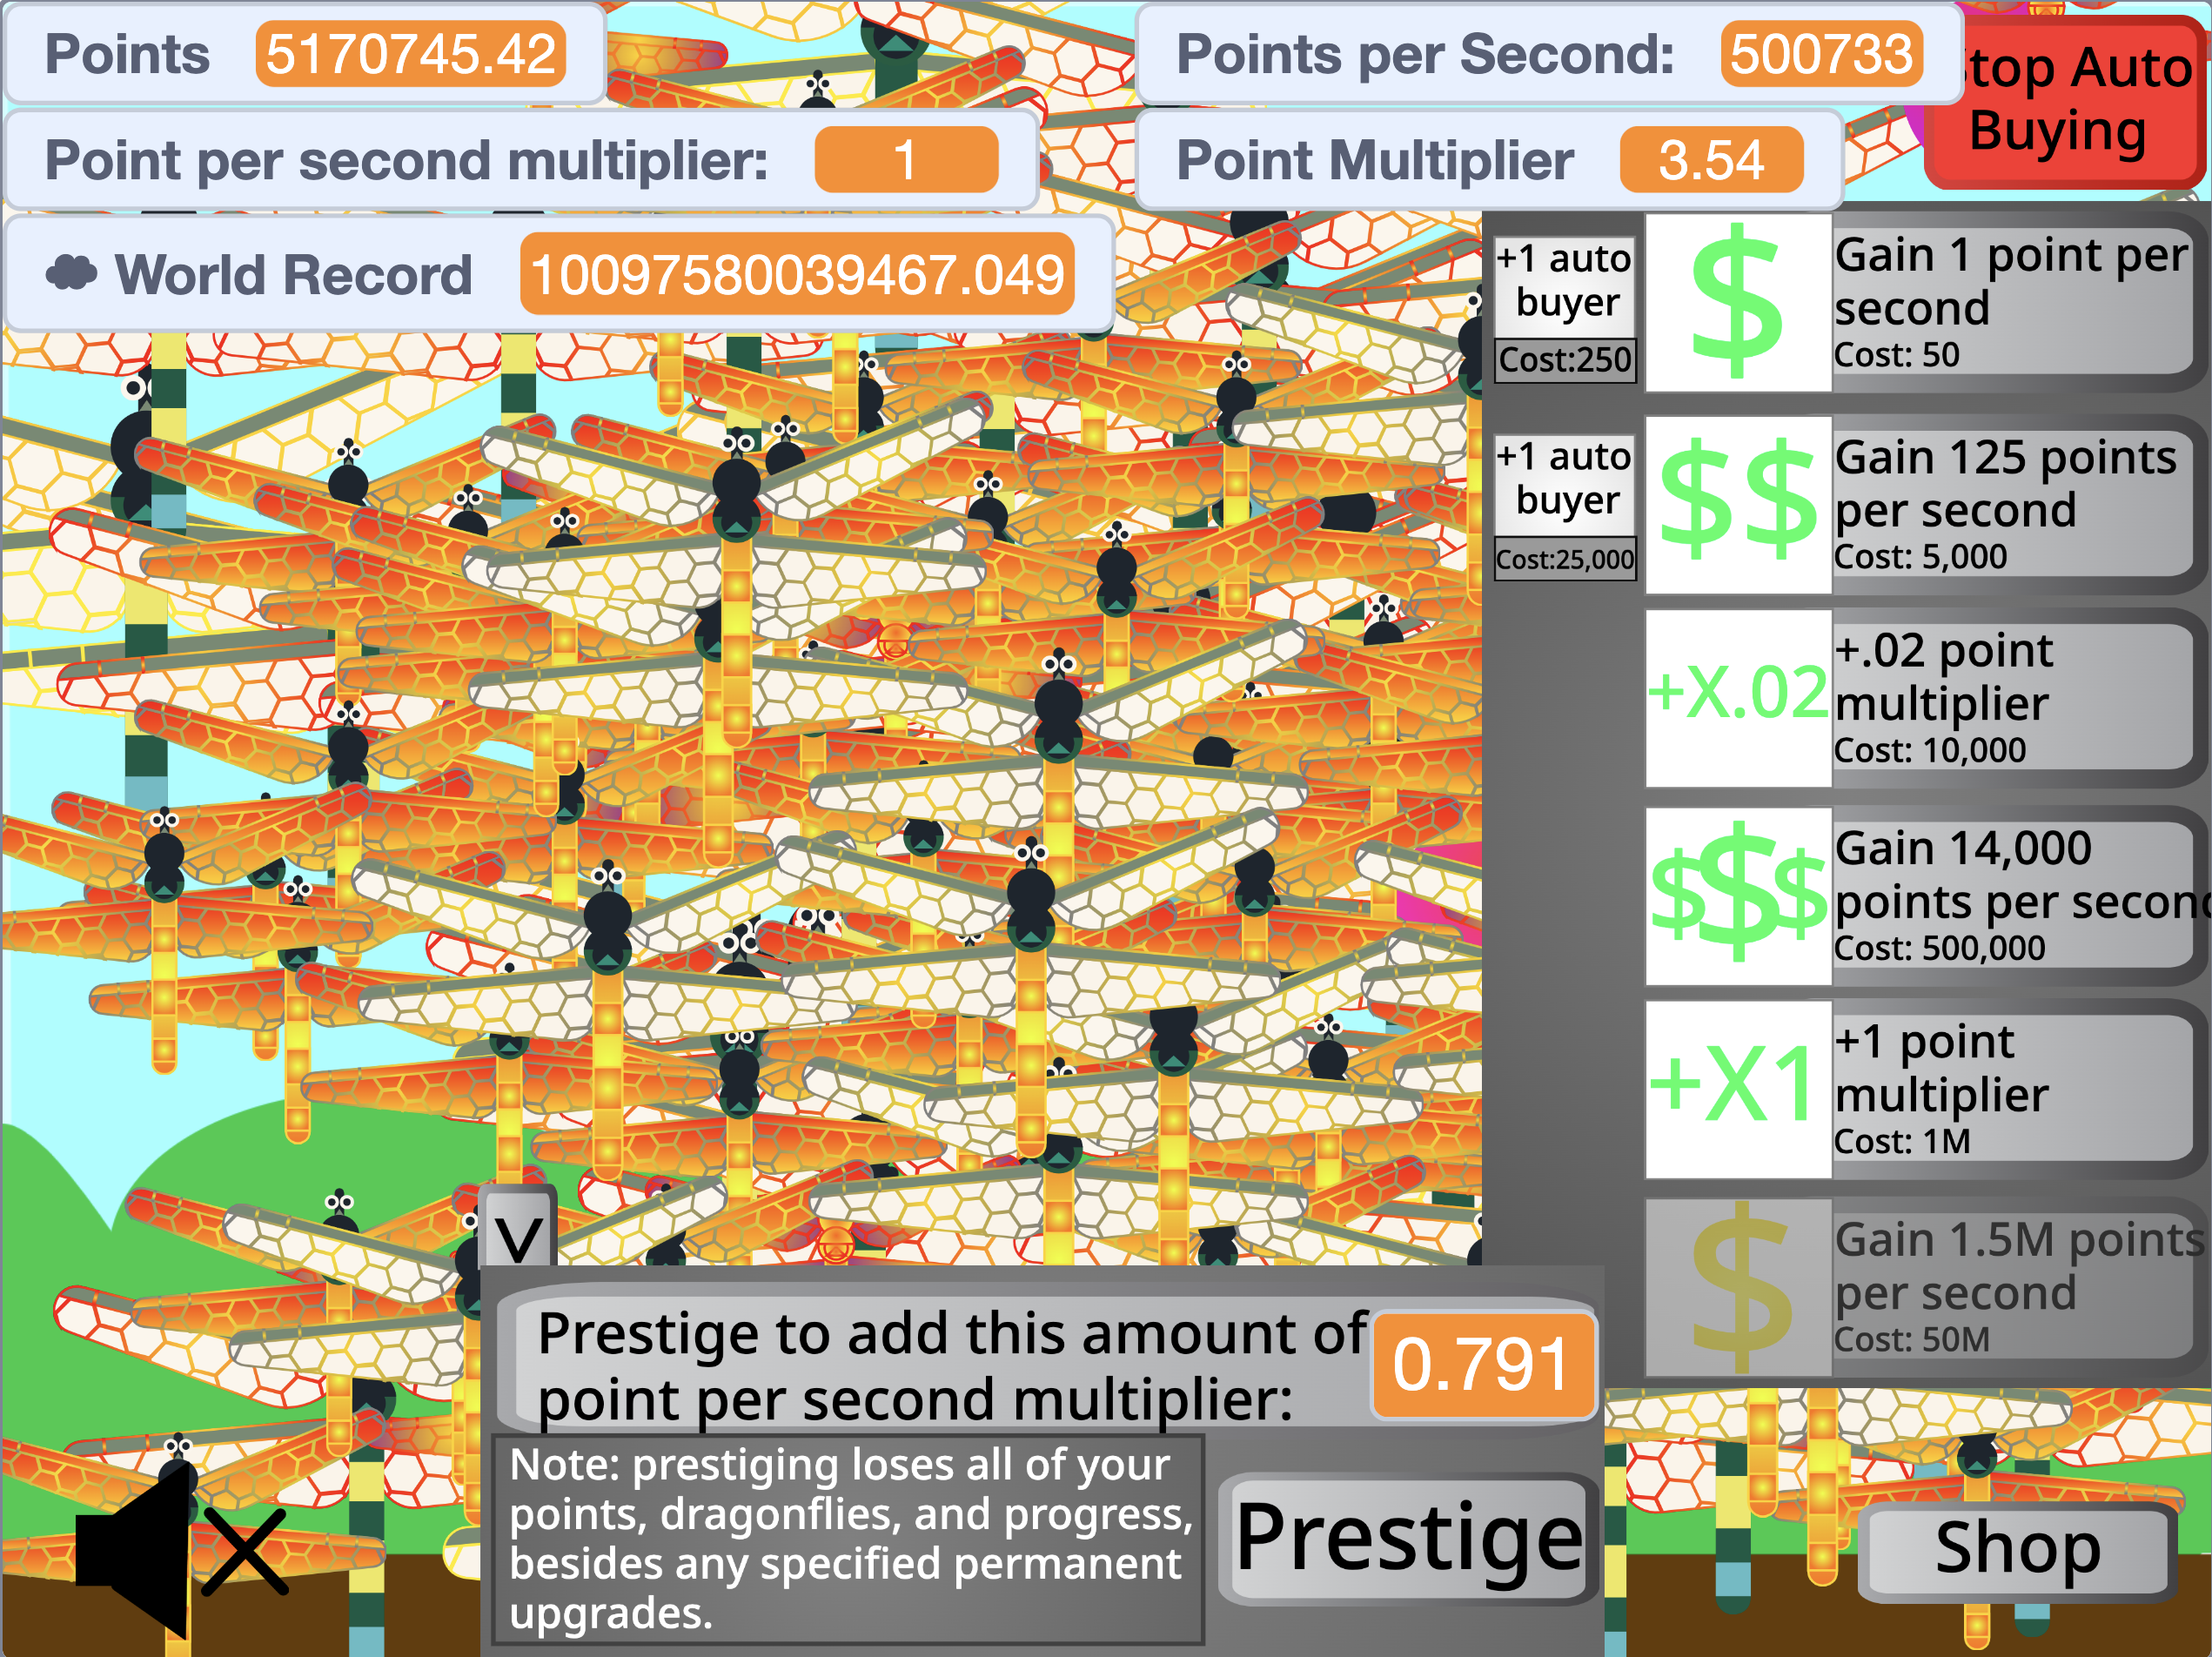 Points 5170745.42
Points per Second: 500733
top Auto
Buying
Point per second multiplier: 1
Point Multiplier 3.54
World Record 10097580039467.049
+1 auto
buyer
Cost:250
$
Gain 1 point per
second
Cost: 50
+1 auto
buyer
Cost:25,000
$$
Gain 125 points
per second
Cost: 5,000
+X.02
+.02 point
multiplier
Cost: 10,000
$$$
Gain 14,000
points per secon
Cost: 500,000
+X1
+1 point
multiplier
Cost: 1M
$
Gain 1.5M points
per second
Cost: 50M
V
Prestige to add this amount of
point per second multiplier:
0.791
Note: prestiging loses all of your
points, dragonflies, and progress,
besides any specified permanent
upgrades.
Prestige
Shop